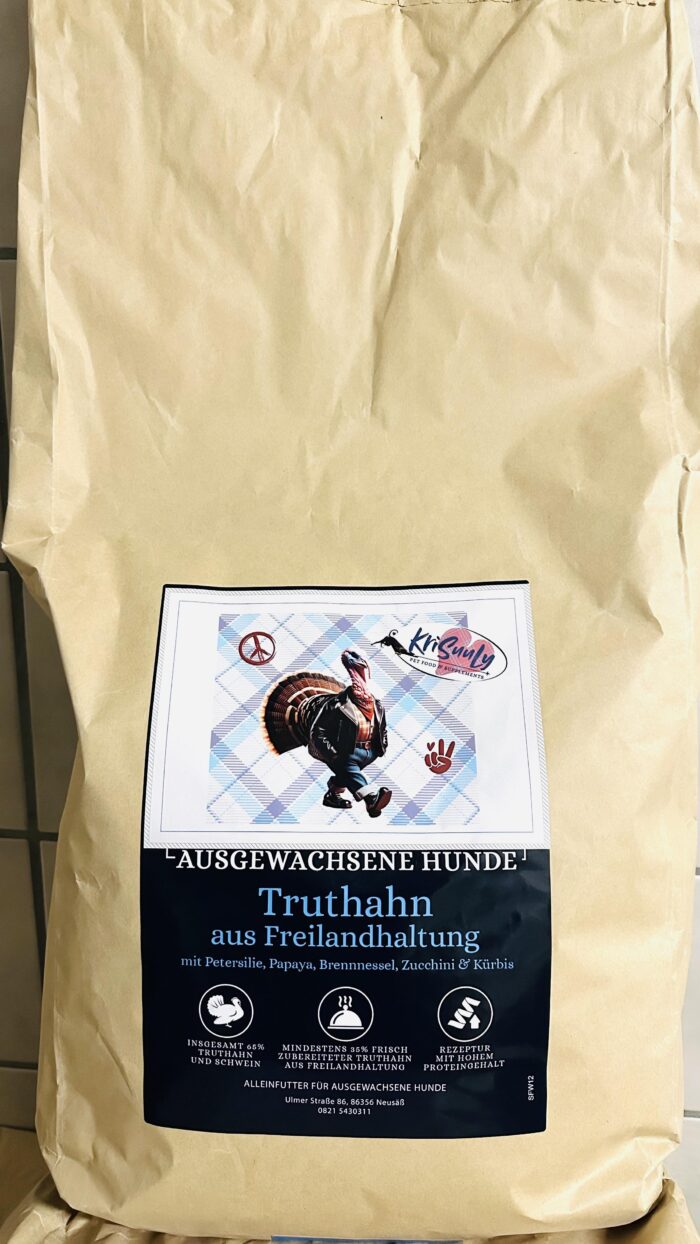 KriSuuly
PET FOOD & SUPPLEMENTS
AUSGEWACHSENE HUNDE
Truthahn
aus Freilandhaltung
mit Petersilie, Papaya, Brennnessel, Zucchini & Kürbis
INSGESAMT 65%
TRUTHAHN
UND SCHWEIN
MINDESTENS 35% FRISCH
ZUBEREITETER TRUTHAHN
AUS FREILANDHALTUNG
REZEPTUR
MIT HOHEM
PROTEINGEHALT
ALLEINFUTTER FÜR AUSGEWACHSENE HUNDE
Ulmer Straße 86, 86356 Neusäß
0821 5430311
SFW12